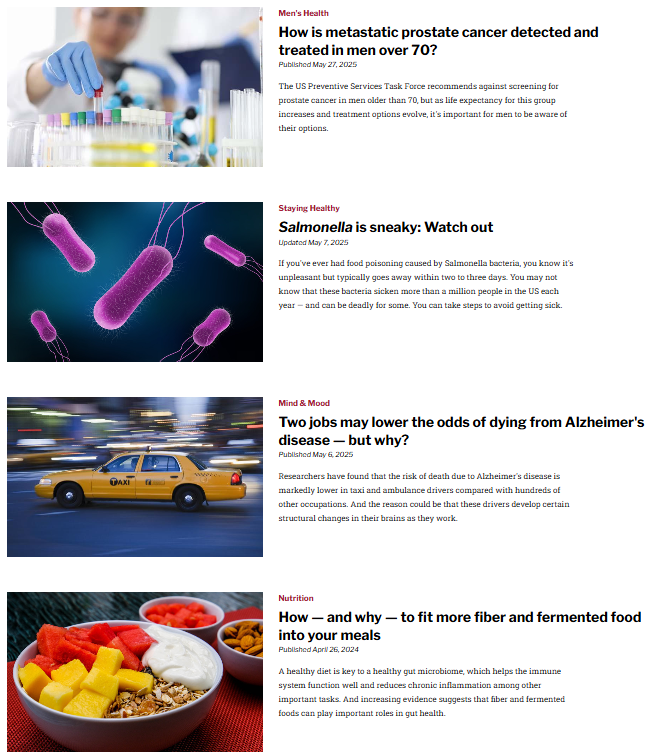 Men's Health
How is metastatic prostate cancer detected and
treated in men over 70?
Published May 27, 2025
The US Preventive Services Task Force recommends against screening for
prostate cancer in men older than 70, but as life expectancy for this group
increases and treatment options evolve, it's important for men to be aware of
their options.
Staying Healthy
Salmonella is sneaky: Watch out
Updated May 7, 2025
If you've ever had food poisoning caused by Salmonella bacteria, you know it's
unpleasant but typically goes away within two to three days. You may not
know that these bacteria sicken more than a million people in the US each
year — and can be deadly for some. You can take steps to avoid getting sick.
Mind & Mood
Two jobs may lower the odds of dying from Alzheimer's
disease — but why?
Published May 6, 2025
Researchers have found that the risk of death due to Alzheimer's disease is
markedly lower in taxi and ambulance drivers compared with hundreds of
other occupations. And the reason could be that these drivers develop certain
structural changes in their brains as they work.
TAXI
Nutrition
How — and why — to fit more fiber and fermented food
into your meals
Published April 26, 2024
A healthy diet is key to a healthy gut microbiome, which helps the immune
system function well and reduces chronic inflammation among other
important tasks. And increasing evidence suggests that fiber and fermented
foods can play important roles in gut health.